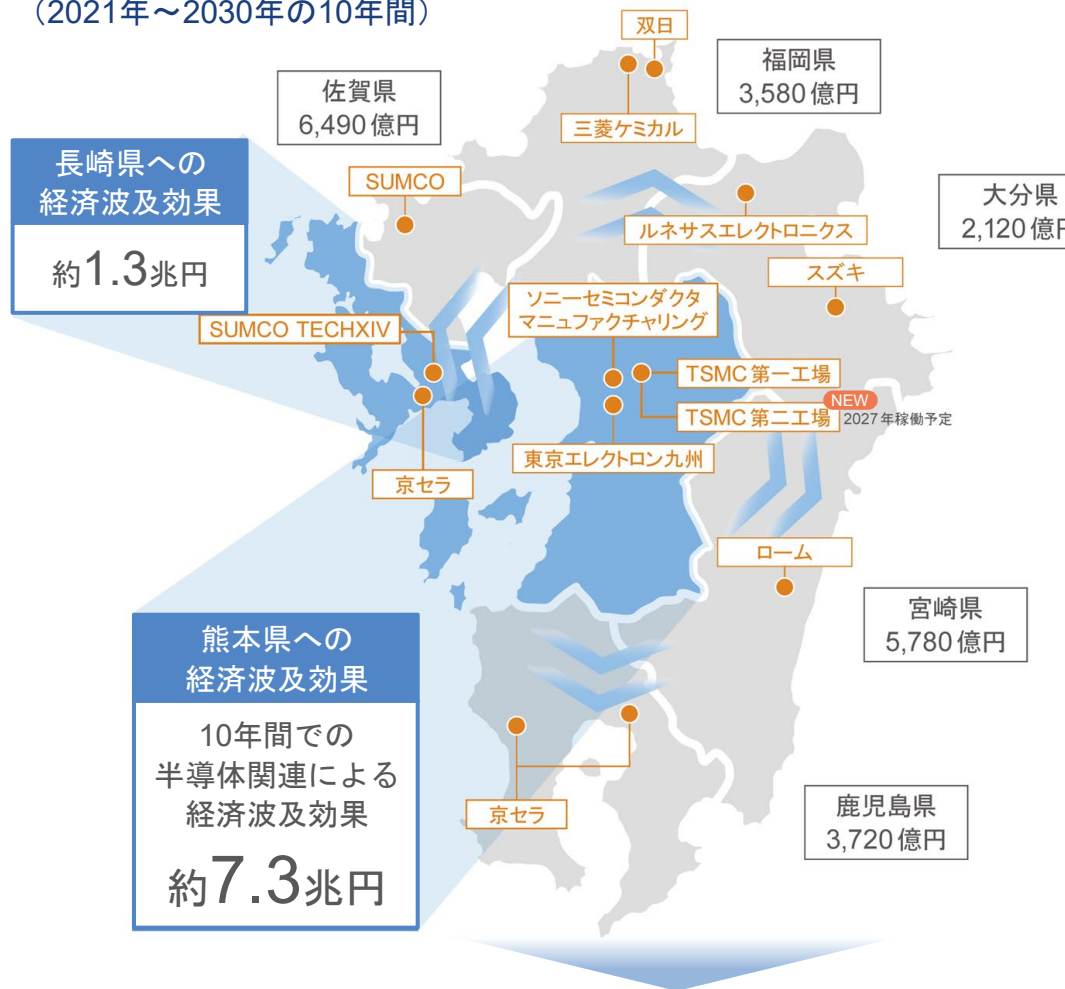 （2021年～2030年の10年間）
双日
福岡県
3,580億円
佐賀県
6,490億円
三菱ケミカル
長崎県への
経済波及効果
約1.3兆円
SUMCO
ルネサスエレクトロニクス
大分県
2,120億円
スズキ
ソニーセミコンダクタ
マニュファクチャリング
SUMCO TECHXIV
TSMC 第一工場
NEW
TSMC 第二工場
2027年稼働予定
東京エレクトロン九州
京セラ
ローム
宮崎県
5,780億円
熊本県への
経済波及効果
10年間での
半導体関連による
経済波及効果
約7.3兆円
京セラ
鹿児島県
3,720億円